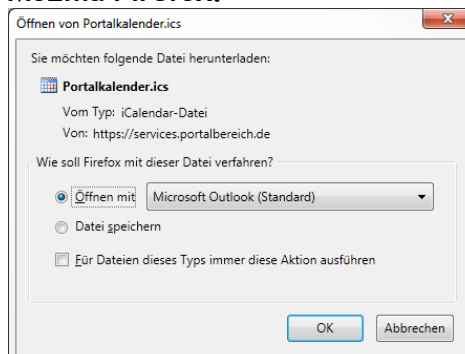 Öffnen von Portalkalender.ics
Sie möchten folgende Datei herunterladen:
Portalkalender.ics
Vom Typ: iCalendar-Datei
Von: https://services.portalbereich.de
Wie soll Firefox mit dieser Datei verfahren?
Öffnen mit Microsoft Outlook (Standard)
Datei speichern
Für Dateien dieses Typs immer diese Aktion ausführen
OK Abbrechen